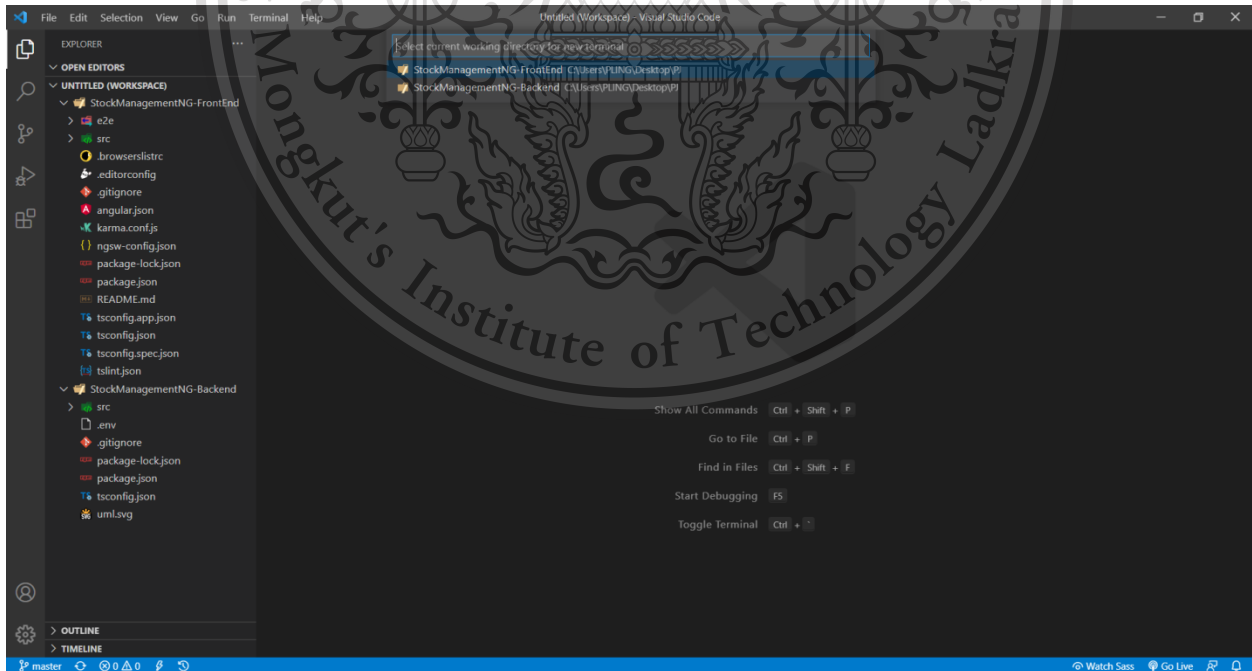 File Edit Selection View Go Run Terminal Help
Untitled (Workspace) - Visual Studio Code
EXPLORER
Select current working directory for new terminal
StockManagementNG-FrontEnd C:\Users\PLING\Desktop\PJ
StockManagementNG-Backend C:\Users\PLING\Desktop\PJ
OPEN EDITORS
UNTITLED (WORKSPACE)
StockManagementNG-FrontEnd
e2e
src
.browserslistrc
.editorconfig
.gitignore
angular.json
karma.conf.js
ngsw-config.json
package-lock.json
package.json
README.md
tsconfig.app.json
tsconfig.json
tsconfig.spec.json
tslint.json
StockManagementNG-Backend
src
.env
.gitignore
package-lock.json
package.json
tsconfig.json
uml.svg
Mongkut's Institute of Technology Ladkra
Show All Commands Ctrl + Shift + P
Go to File Ctrl + P
Find in Files Ctrl + Shift + F
Start Debugging F5
Toggle Terminal Ctrl + `
OUTLINE
TIMELINE
master 0 0
Watch Sass Go Live